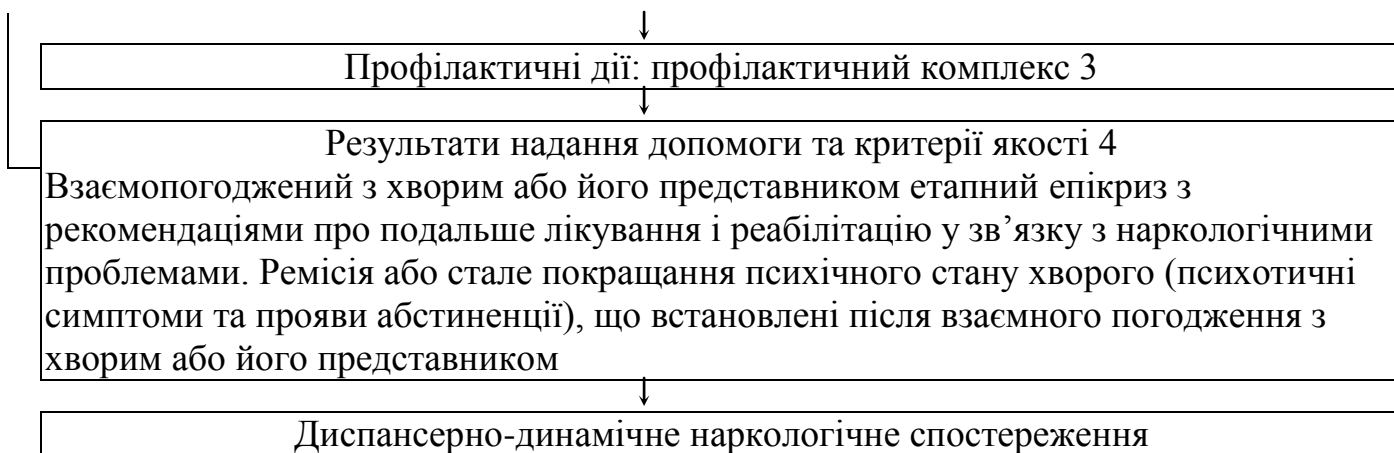 Профілактичні дії: профілактичний комплекс 3
Результати надання допомоги та критерії якості 4
Взаємопогоджений з хворим або його представником етапний епікриз з
рекомендаціями про подальше лікування і реабілітацію у зв’язку з наркологічними
проблемами. Ремісія або стале покращання психічного стану хворого (психотичні
симптоми та прояви абстиненції), що встановлені після взаємного погодження з
хворим або його представником
Диспансерно-динамічне наркологічне спостереження